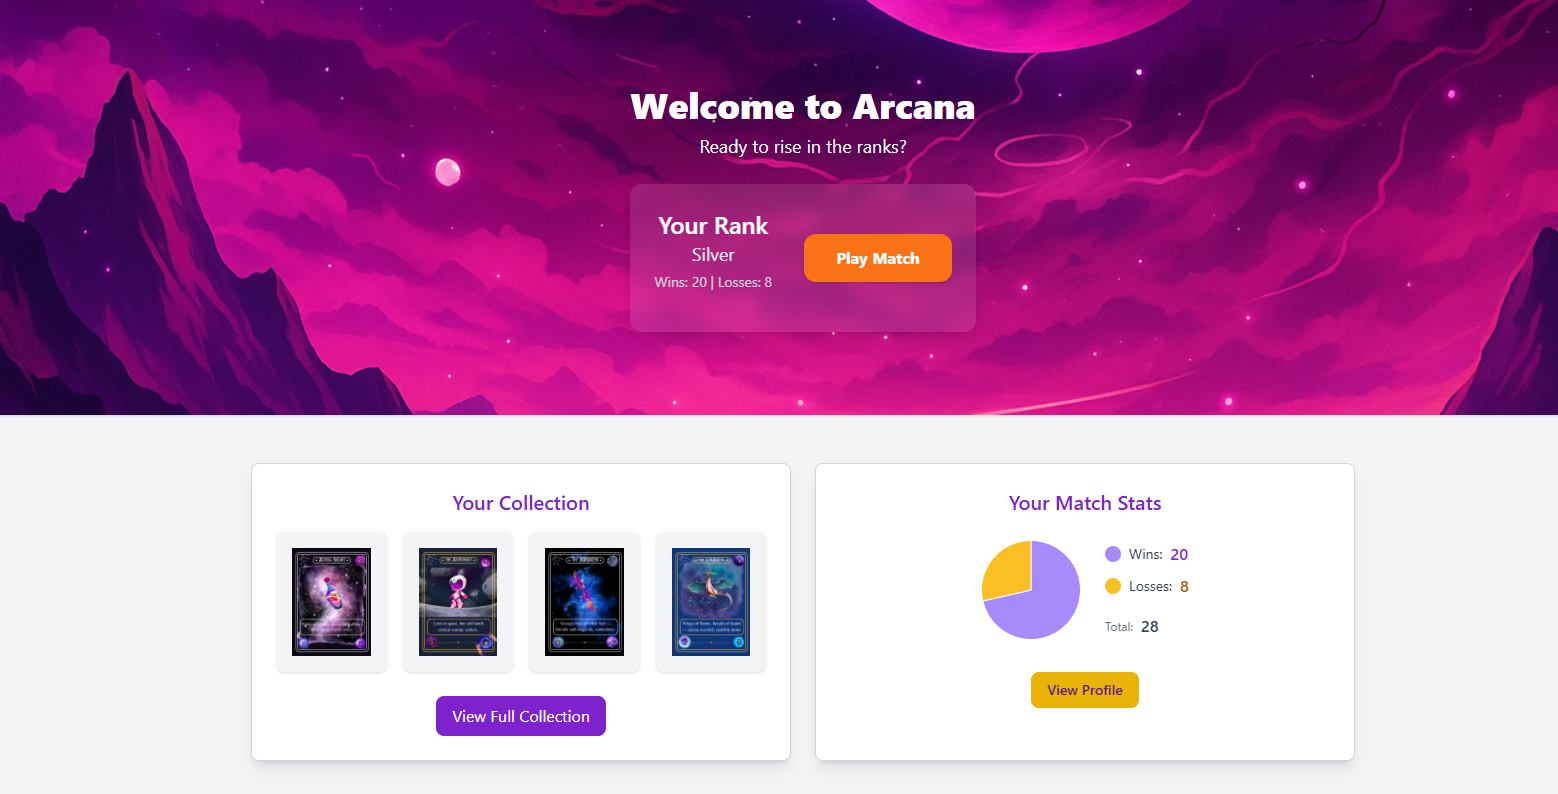 Welcome to Arcana
Ready to rise in the ranks?
Your Rank
Silver
Wins: 20 | Losses: 8
Play Match
Your Collection
View Full Collection
Your Match Stats
Wins: 20
Losses: 8
Total: 28
View Profile